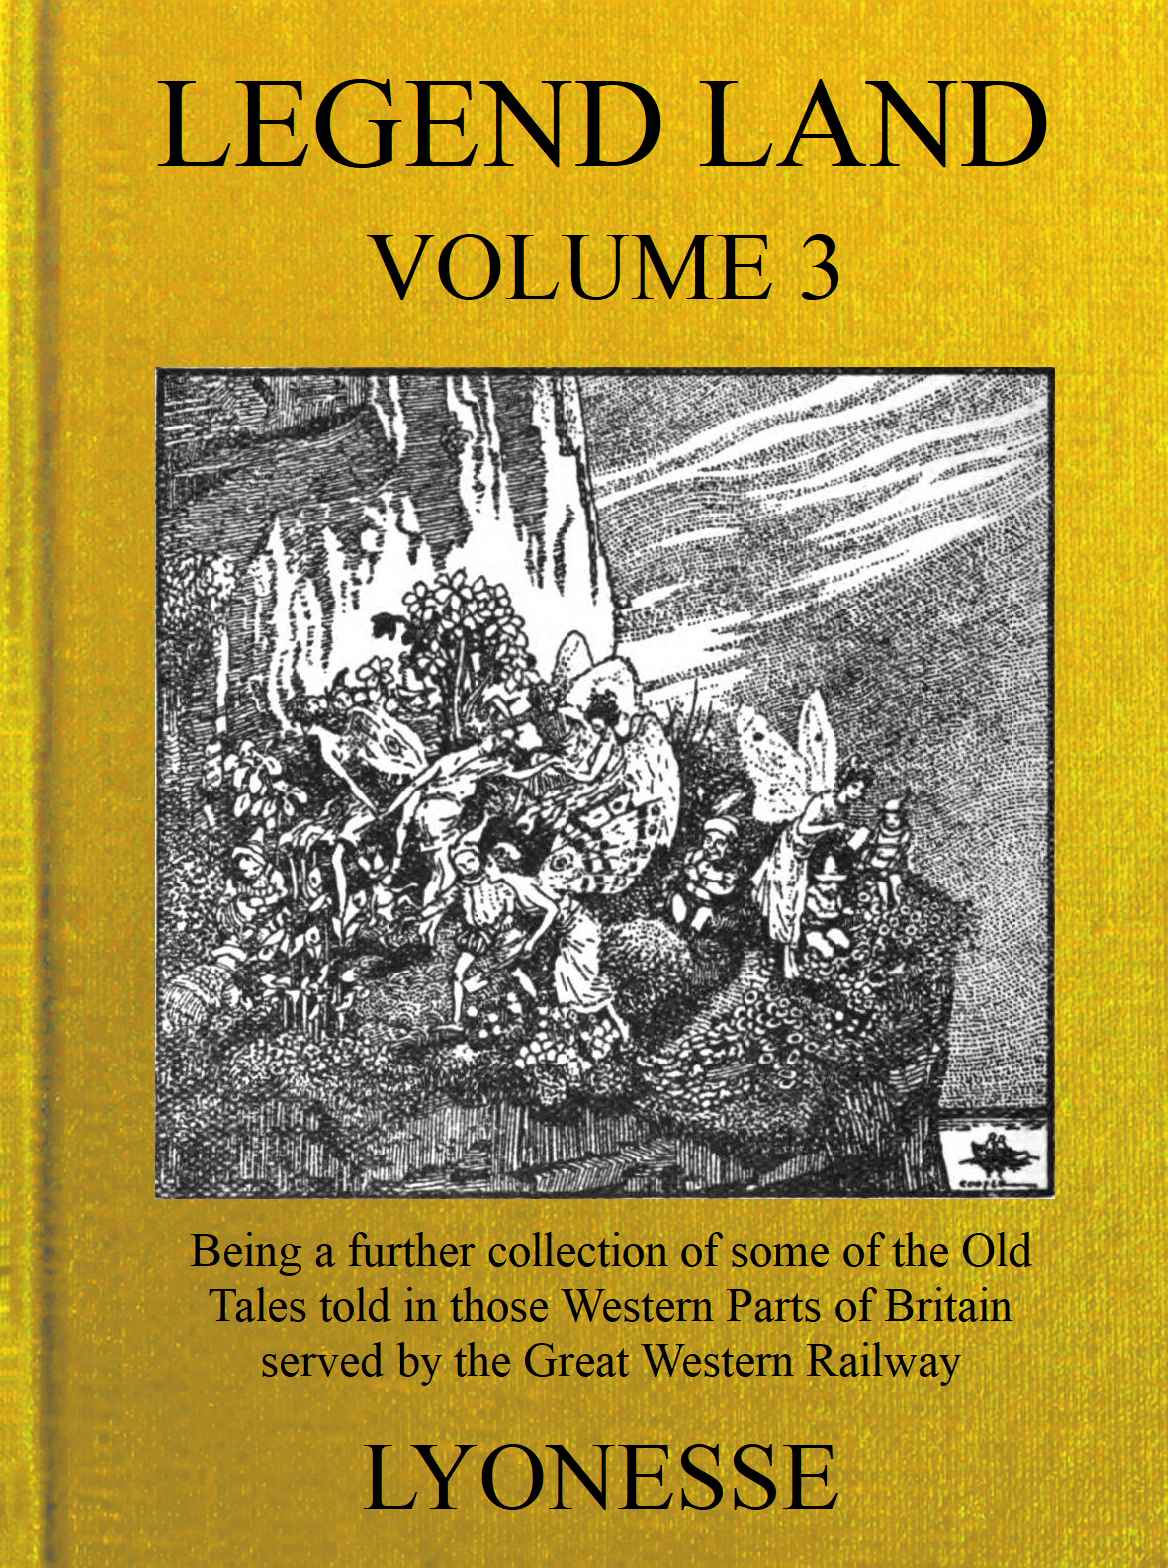 LEGEND LAND
VOLUME 3
Being a further collection of some of the Old
Tales told in those Western Parts of Britain
served by the Great Western Railway
LYONESSE